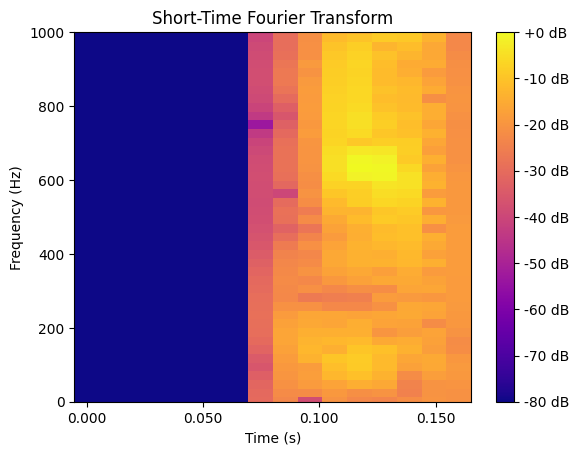 Short-Time Fourier Transform
1000
800
600
400
200
0
Frequency (Hz)
0.000
0.050
0.100
0.150
Time (s)
+0 dB
-10 dB
-20 dB
-30 dB
-40 dB
-50 dB
-60 dB
-70 dB
-80 dB